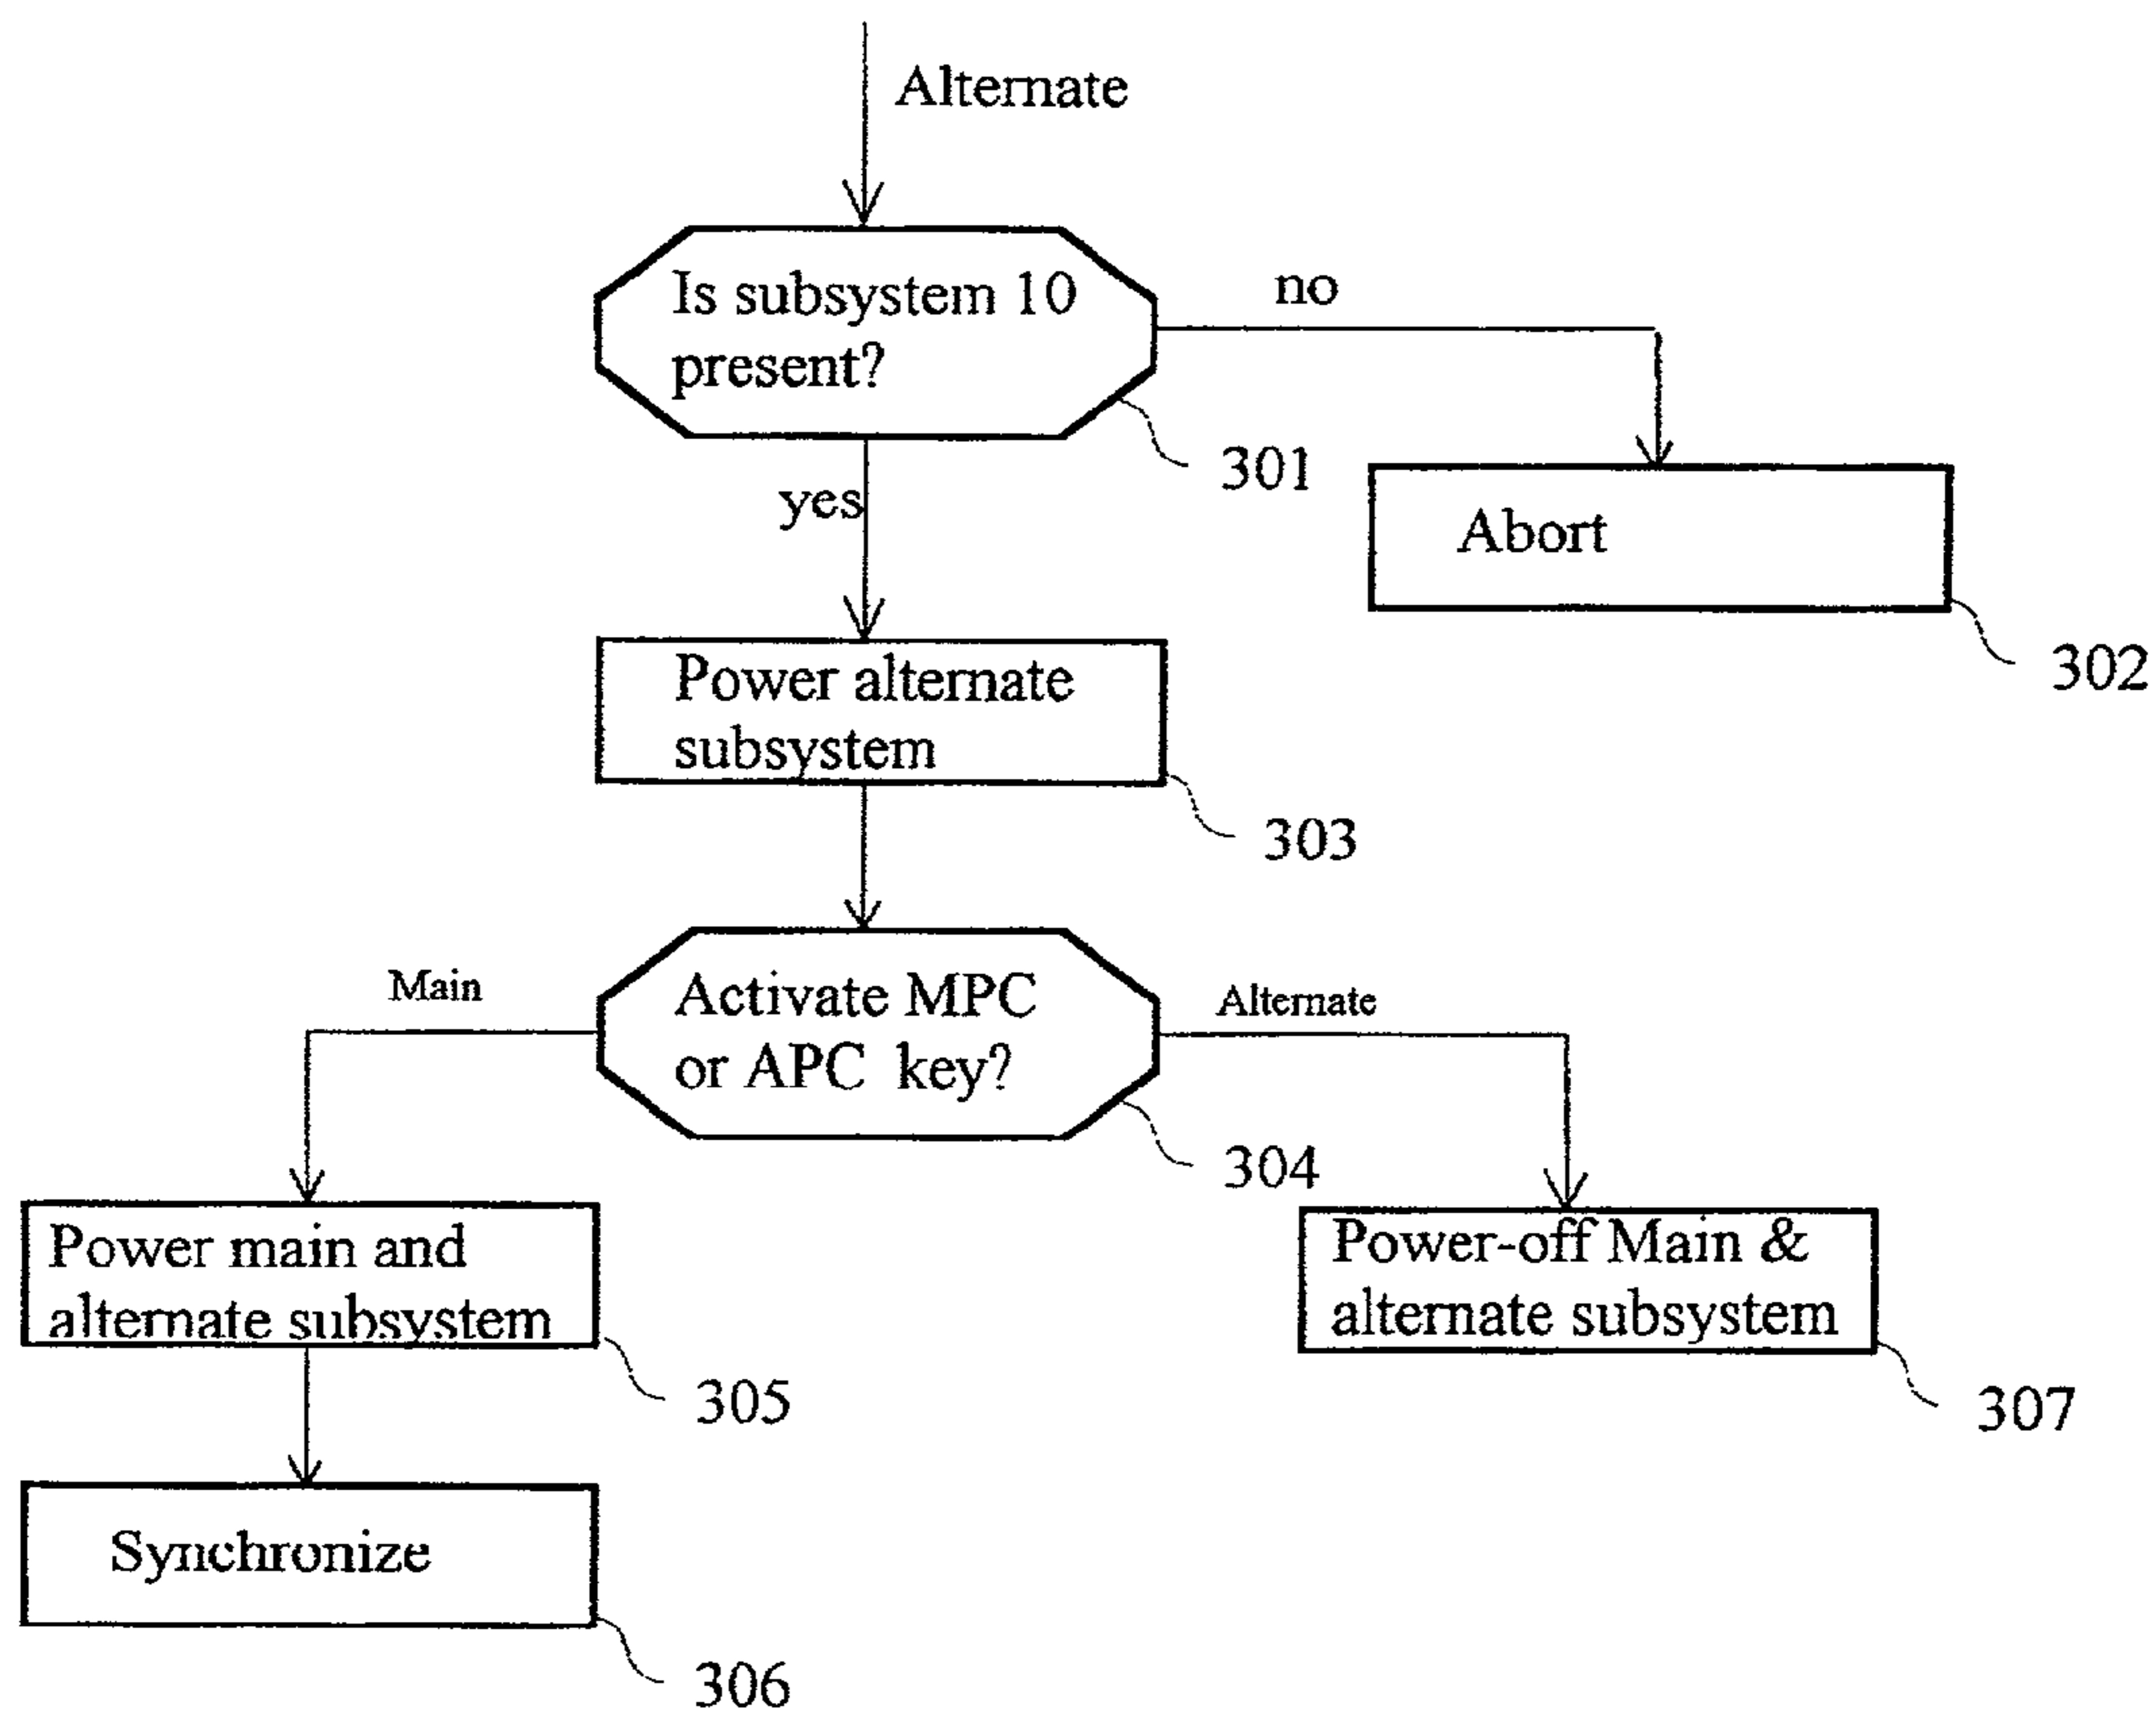 Alternate
Is subsystem 10
present?
no
301
yes
Abort
302
Power alternate
subsystem
303
Main
Activate MPC
or APC key?
Alternate
304
Power main and
alternate subsystem
305
Power-off Main &
alternate subsystem
307
Synchronize
306